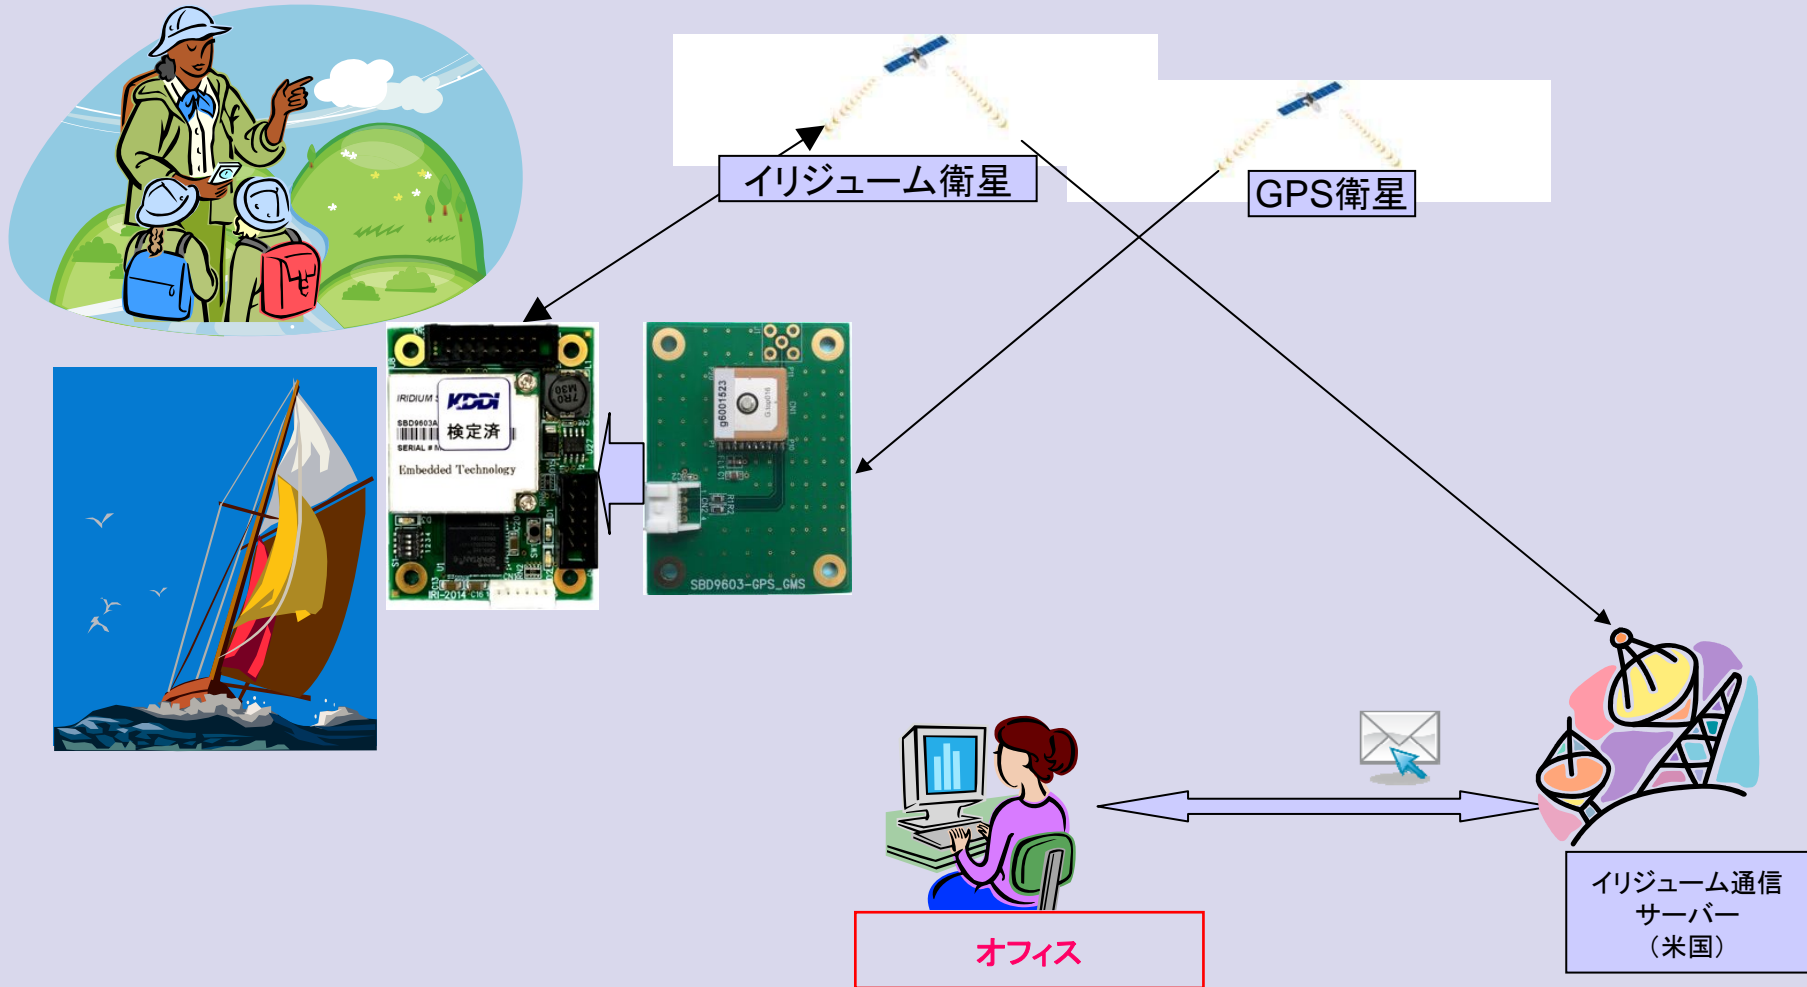 イリジューム衛星
GPS衛星
IRIDIUM S
KDDI
検定済
SBD9603A
SERIAL # M
Embedded Technology
IRI-2014
g6001523
G.top016
SBD9603-GPS_GMS
オフィス
イリジューム通信
サーバー
(米国)